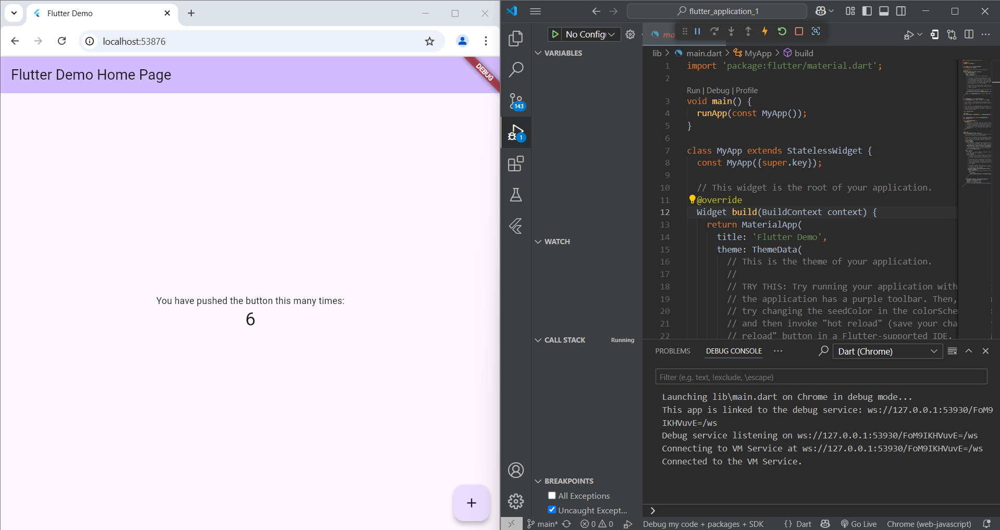 Flutter Demo
localhost:53876
Flutter Demo Home Page
DEBUG
You have pushed the button this many times:
6
+
flutter_application_1
143
1
No Config
VARIABLES
WATCH
CALL STACK
Running
BREAKPOINTS
All Exceptions
Uncaught Except...
ma
lib > main.dart > MyApp > build
1 import 'package:flutter/material.dart';
2
Run | Debug | Profile
3 void main() {
4 runApp(const MyApp());
5 }
6
7 class MyApp extends StatelessWidget {
8 const MyApp({super.key});
9
10 // This widget is the root of your application.
11 @override
12 Widget build(BuildContext context) {
13 return MaterialApp(
14 title: 'Flutter Demo',
15 theme: ThemeData(
16 // This is the theme of your application.
17 //
18 // TRY THIS: Try running your application with
19 // the application has a purple toolbar. Then,
20 // try changing the seedColor in the colorSche
21 // and then invoke "hot reload" (save your cha
22 // reload" button in a Flutter-supported IDE,
PROBLEMS
DEBUG CONSOLE
Dart (Chrome)
Filter (e.g. text, !exclude, \escape)
Launching lib\main.dart on Chrome in debug mode...
This app is linked to the debug service: ws://127.0.0.1:53930/FoM9
IKHVuvE=/ws
Debug service listening on ws://127.0.0.1:53930/FoM9IKHVuvE=/ws
Connecting to VM Service at ws://127.0.0.1:53930/FoM9IKHVuvE=/ws
Connected to the VM Service.
main*
0
0
Debug my code + packages + SDK
{} Dart
Go Live
Chrome (web-javascript)